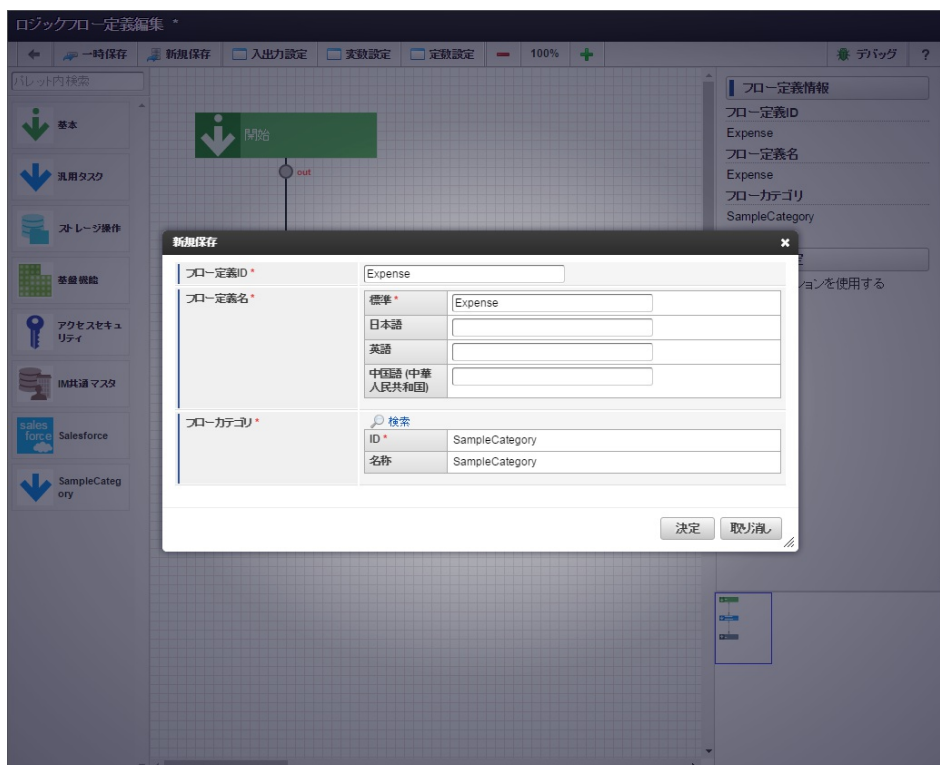 ロジックフロー定義編集 *
一時保存 新規保存 入出力設定 変数設定 定数設定 100% デバッグ ?
パレット内検索
基本
汎用タスク
ストレージ操作
基盤機能
アクセスセキュ
リティ
IM共通マスタ
sales
force
Salesforce
SampleCateg
ory
開始
out
フロー定義情報
フロー定義ID
Expense
フロー定義名
Expense
フローカテゴリ
SampleCategory
ションを使用する
新規保存
フロー定義ID *
Expense
フロー定義名 *
標準 *
Expense
日本語
英語
中国語 (中華
人民共和国)
フローカテゴリ *
検索
ID *
SampleCategory
名称
SampleCategory
決定 取り消し